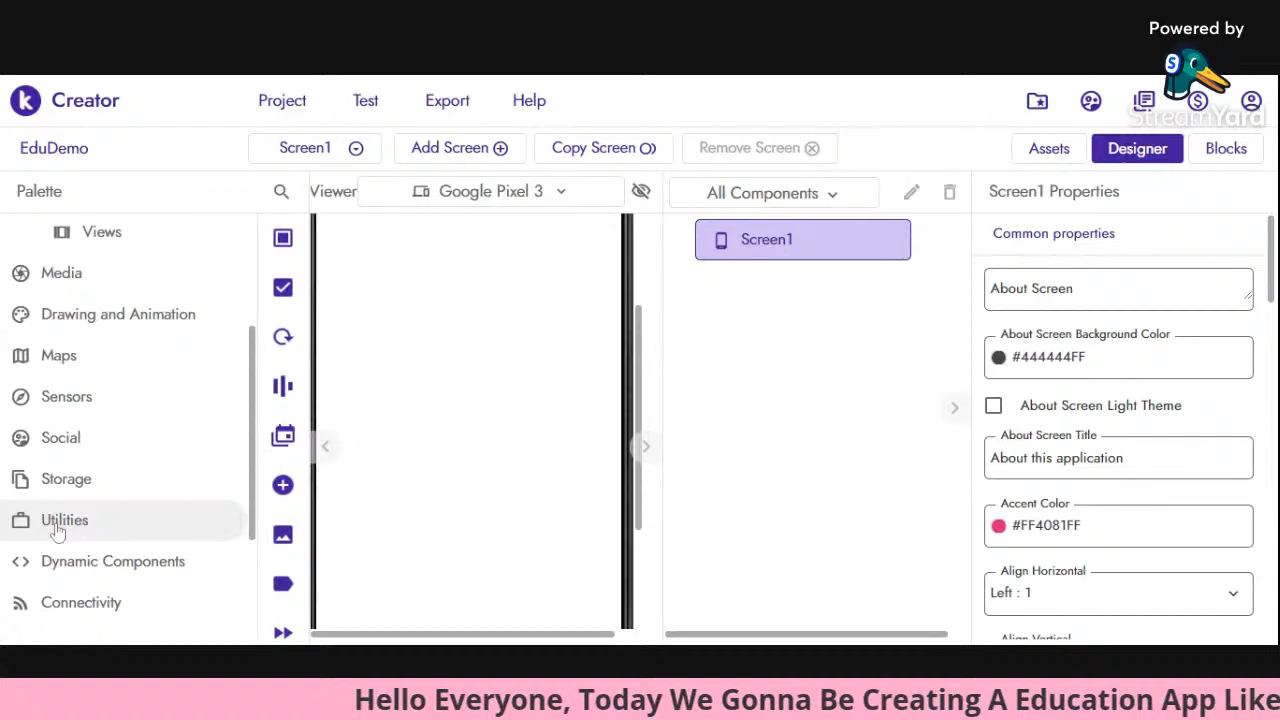 Powered by
StreamYard
Creator
Project
Test
Export
Help
EduDemo
Screen1
Add Screen
Copy Screen
Remove Screen
Assets
Designer
Blocks
Palette
Viewer
Google Pixel 3
All Components
Screen1 Properties
Views
Media
Drawing and Animation
Maps
Sensors
Social
Storage
Utilities
Dynamic Components
Connectivity
Screen1
Common properties
About Screen
About Screen Background Color
#444444FF
About Screen Light Theme
About Screen Title
About this application
Accent Color
#FF4081FF
Align Horizontal
Left : 1
Align Vertical
Hello Everyone, Today We Gonna Be Creating A Education App Like